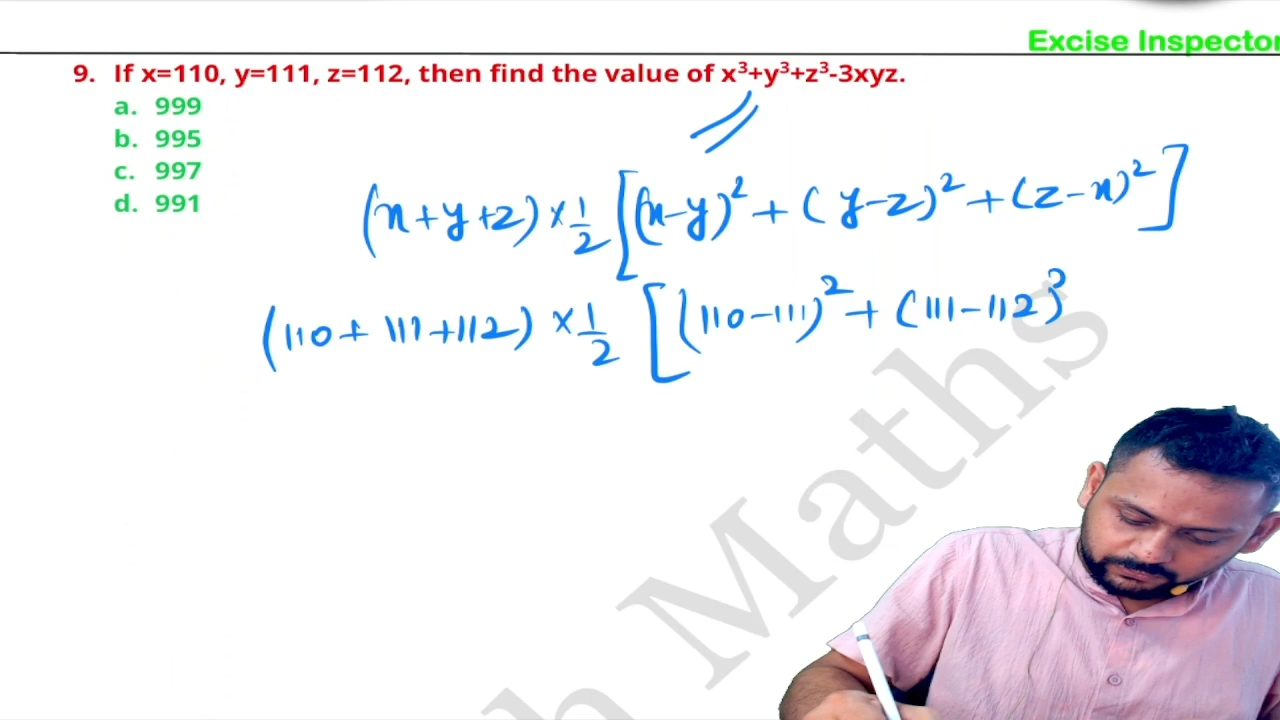 Excise Inspector
9. If x=110, y=111, z=112, then find the value of x³+y³+z³-3xyz.
a. 999
b. 995
c. 997
d. 991
(x+y+z)×1/2[(x-y)²+(y-z)²+(z-x)²]
(110+111+112)×1/2[(110-111)²+(111-112)²
Maths